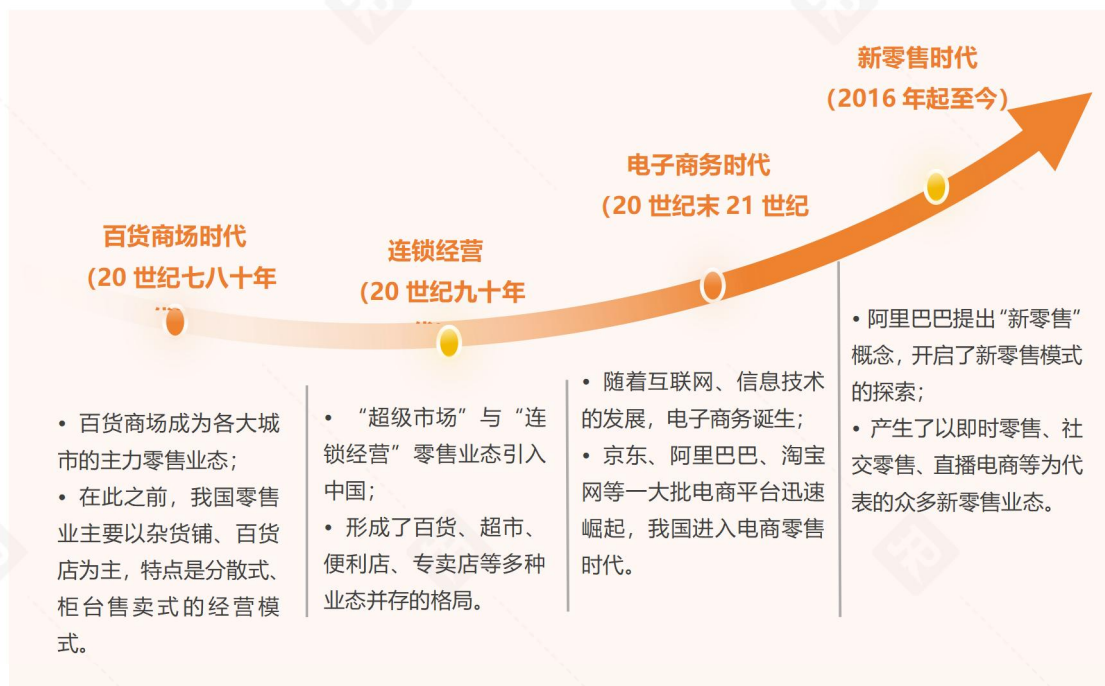 百货商场时代
（20 世纪七八十年
连锁经营
（20 世纪九十年
电子商务时代
（20 世纪末 21 世纪
新零售时代
（2016 年起至今）
• 百货商场成为各大城
市的主力零售业态；
• 在此之前，我国零售
业主要以杂货铺、百货
店为主，特点是分散式、
柜台售卖式的经营模
式。
• “超级市场”与“连
锁经营”零售业态引入
中国；
• 形成了百货、超市、
便利店、专卖店等多种
业态并存的格局。
• 随着互联网、信息技术
的发展，电子商务诞生；
• 京东、阿里巴巴、淘宝
网等一大批电商平台迅速
崛起，我国进入电商零售
时代。
• 阿里巴巴提出“新零售”
概念，开启了新零售模式
的探索；
• 产生了以即时零售、社
交零售、直播电商等为代
表的众多新零售业态。